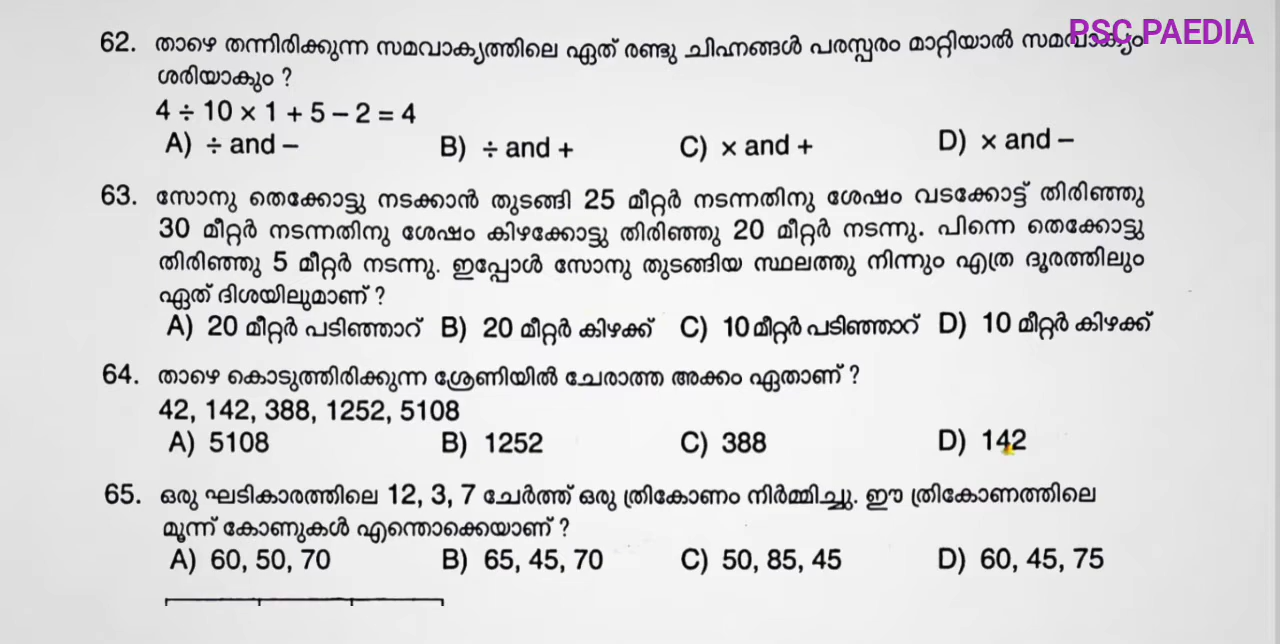 PSC PAEDIA
62. താഴെ തന്നിരിക്കുന്ന സമവാക്യത്തിലെ ഏത് രണ്ടു ചിഹ്നങ്ങൾ പരസ്പരം മാറ്റിയാൽ സമവാക്യം
ശരിയാകും ?
4 ÷ 10 × 1 + 5 – 2 = 4
A) ÷ and – B) ÷ and + C) × and + D) × and –
63. സോനു തെക്കോട്ടു നടക്കാൻ തുടങ്ങി 25 മീറ്റർ നടന്നതിനു ശേഷം വടക്കോട്ട് തിരിഞ്ഞു
30 മീറ്റർ നടന്നതിനു ശേഷം കിഴക്കോട്ടു തിരിഞ്ഞു 20 മീറ്റർ നടന്നു. പിന്നെ തെക്കോട്ടു
തിരിഞ്ഞു 5 മീറ്റർ നടന്നു. ഇപ്പോൾ സോനു തുടങ്ങിയ സ്ഥലത്തു നിന്നും എത്ര ദൂരത്തിലും
ഏത് ദിശയിലുമാണ് ?
A) 20 മീറ്റർ പടിഞ്ഞാറ് B) 20 മീറ്റർ കിഴക്ക് C) 10 മീറ്റർ പടിഞ്ഞാറ് D) 10 മീറ്റർ കിഴക്ക്
64. താഴെ കൊടുത്തിരിക്കുന്ന ശ്രേണിയിൽ ചേരാത്ത അക്കം ഏതാണ് ?
42, 142, 388, 1252, 5108
A) 5108 B) 1252 C) 388 D) 142
65. ഒരു ഘടികാരത്തിലെ 12, 3, 7 ചേർത്ത് ഒരു ത്രികോണം നിർമ്മിച്ചു. ഈ ത്രികോണത്തിലെ
മൂന്ന് കോണുകൾ എന്തൊക്കെയാണ് ?
A) 60, 50, 70 B) 65, 45, 70 C) 50, 85, 45 D) 60, 45, 75